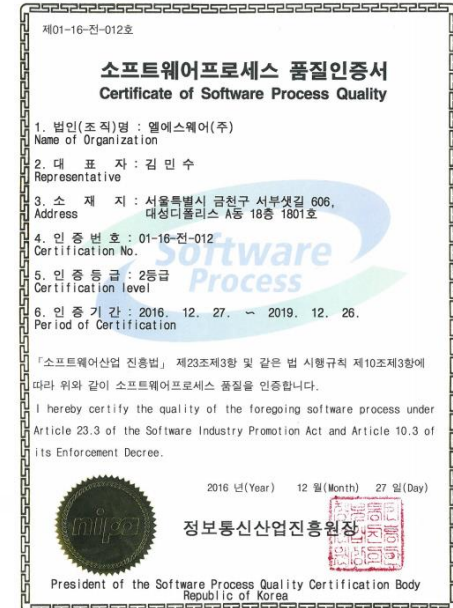 제01-16-전-012호
소프트웨어프로세스 품질인증서
Certificate of Software Process Quality
1. 법인(조직)명 : 엘에스웨어(주)
Name of Organization
2. 대 표 자 : 김 민 수
Representative
3. 소 재 지 : 서울특별시 금천구 서부샛길 606,
Address 대성디폴리스 A동 18층 1801호
4. 인 증 번 호 : 01-16-전-012
Certification No.
Software
Process
5. 인 증 등 급 : 2등급
Certification level
6. 인 증 기 간 : 2016. 12. 27. ~ 2019. 12. 26.
Period of Certification
「소프트웨어산업 진흥법」 제23조제3항 및 같은 법 시행규칙 제10조제3항에
따라 위와 같이 소프트웨어프로세스 품질을 인증합니다.
I hereby certify the quality of the foregoing software process under
Article 23.3 of the Software Industry Promotion Act and Article 10.3 of
its Enforcement Decree.
2016 년(Year) 12 월(Month) 27 일(Day)
nipa
정보통신산업진흥원장
President of the Software Process Quality Certification Body
Republic of Korea